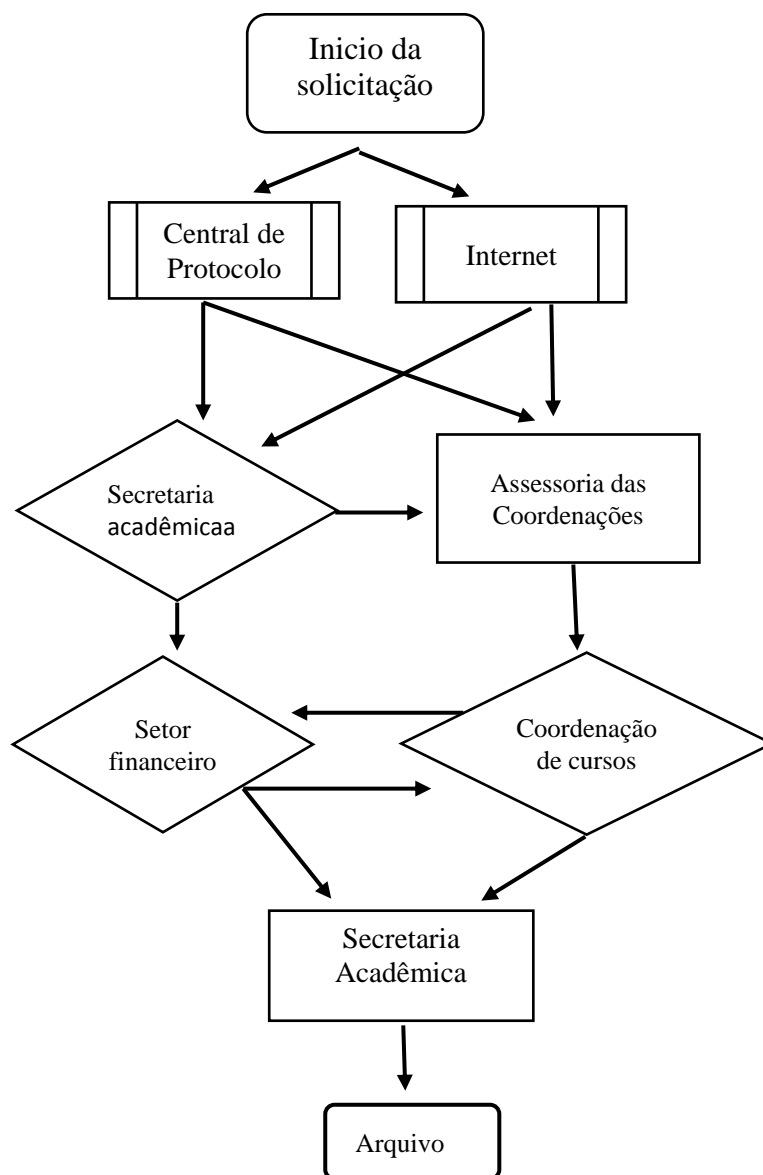 Inicio da
solicitação
Central de
Protocolo
Internet
Secretaria
acadêmicaa
Assessoria das
Coordenações
Setor
financeiro
Coordenação
de cursos
Secretaria
Acadêmica
Arquivo